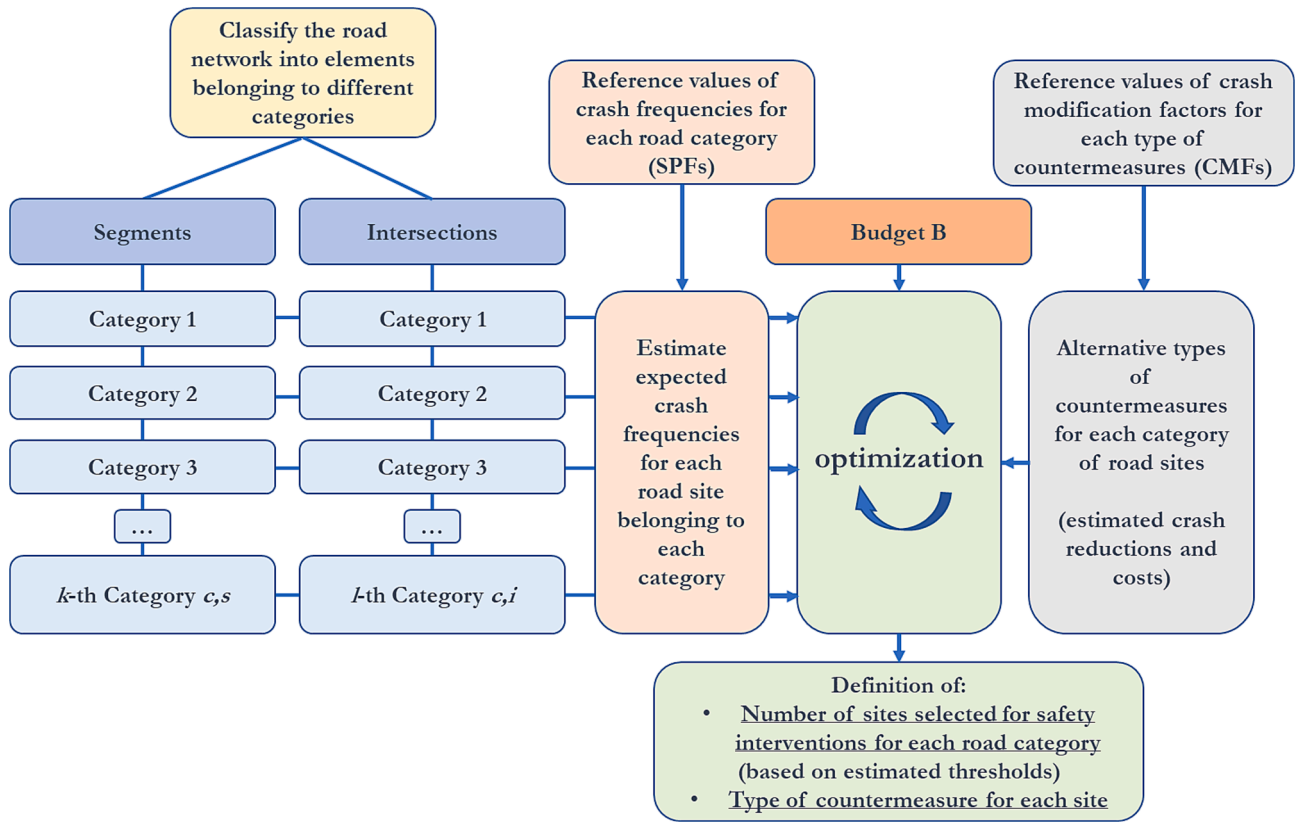 Classify the road
network into elements
belonging to different
categories
Reference values of
crash frequencies for
each road category
(SPFs)
Reference values of crash
modification factors for
each type of
countermeasures (CMFs)
Segments
Intersections
Budget B
Category 1
Category 1
Category 2
Category 2
Category 3
Category 3
...
...
k-th Category c,s
l-th Category c,i
Estimate
expected
crash
frequencies
for each
road site
belonging to
each
category
optimization
Alternative types
of
countermeasures
for each category
of road sites
(estimated crash
reductions and
costs)
Definition of:
• Number of sites selected for safety
interventions for each road category
(based on estimated thresholds)
• Type of countermeasure for each site